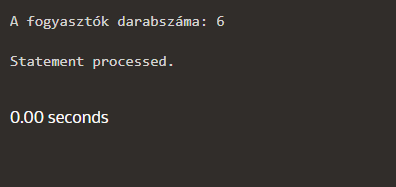 A fogyasztók darabszáma: 6
Statement processed.
0.00 seconds